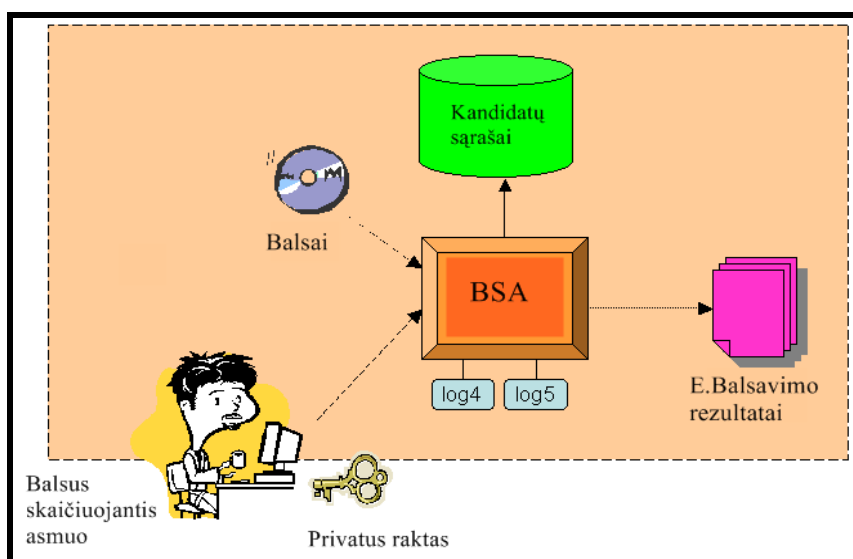 Kandidatų
sąrašai
Balsai
BSA
log4
log5
E.Balsavimo
rezultatai
Balsus
skaičiuojantis
asmuo
Privatus raktas